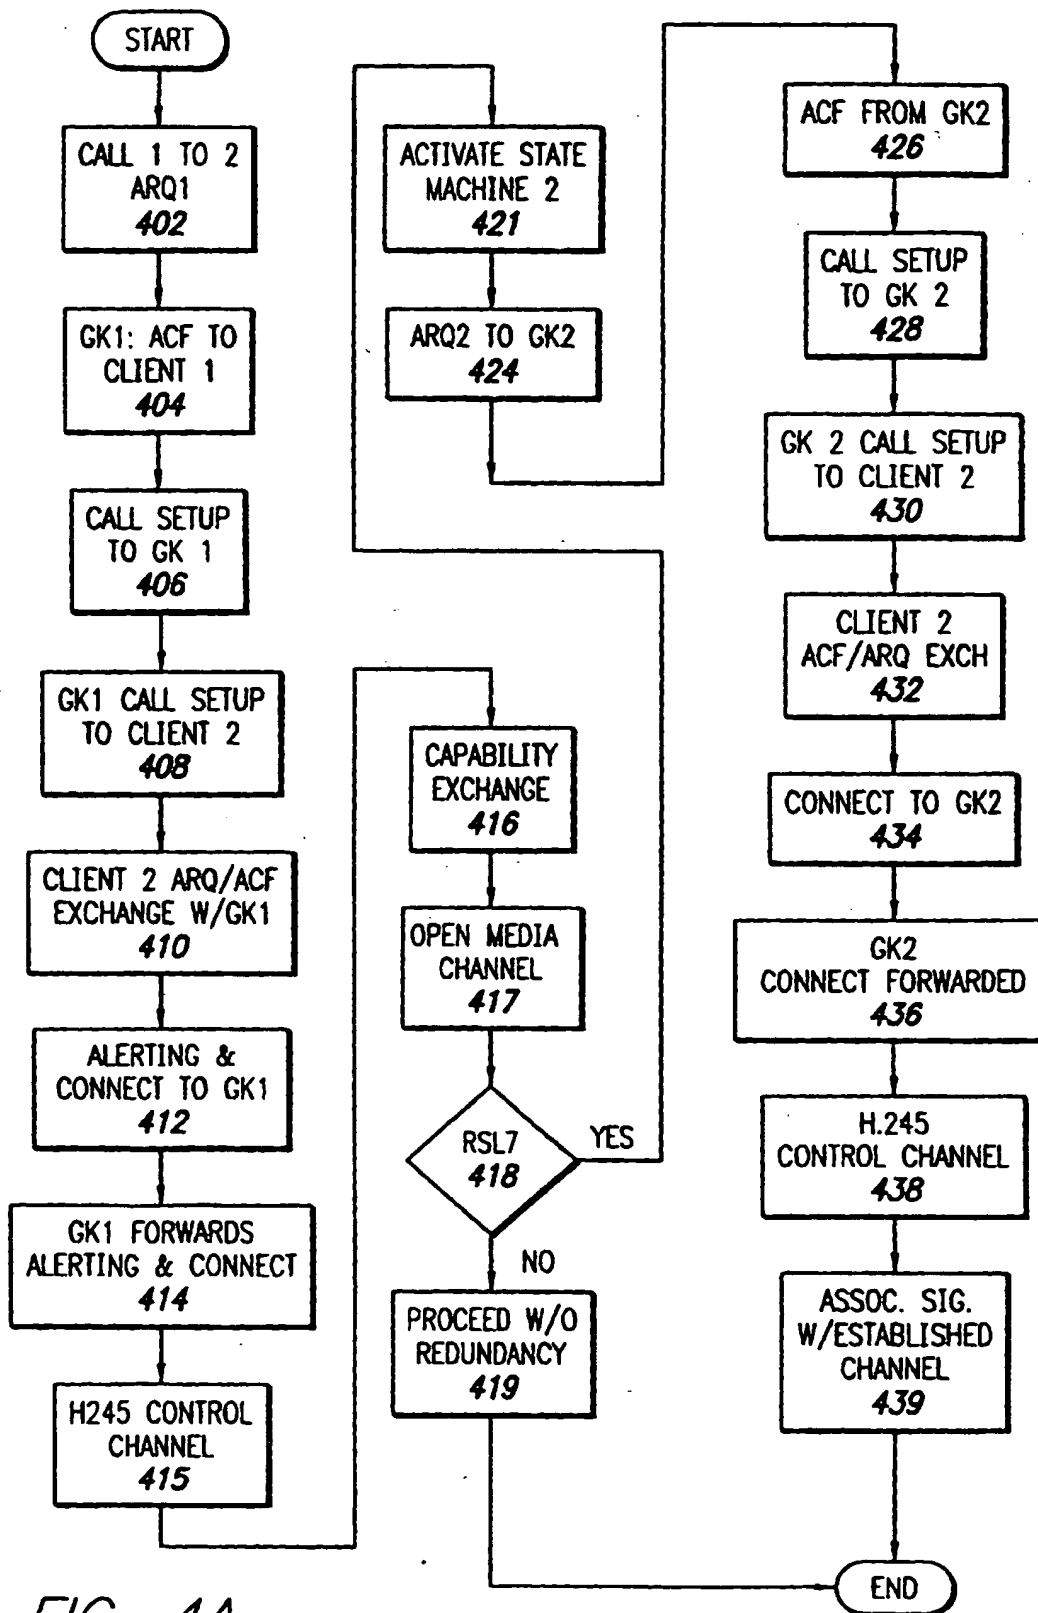 START
CALL 1 TO 2
ARQ1
402
GK1: ACF TO
CLIENT 1
404
CALL SETUP
TO GK 1
406
GK1 CALL SETUP
TO CLIENT 2
408
CLIENT 2 ARQ/ACF
EXCHANGE W/GK1
410
ALERTING &
CONNECT TO GK1
412
GK1 FORWARDS
ALERTING & CONNECT
414
H245 CONTROL
CHANNEL
415
CAPABILITY
EXCHANGE
416
OPEN MEDIA
CHANNEL
417
RSL7
418
YES
NO
PROCEED W/O
REDUNDANCY
419
ACTIVATE STATE
MACHINE 2
421
ARQ2 TO GK2
424
ACF FROM GK2
426
CALL SETUP
TO GK 2
428
GK 2 CALL SETUP
TO CLIENT 2
430
CLIENT 2
ACF/ARQ EXCH
432
CONNECT TO GK2
434
GK2
CONNECT FORWARDED
436
H.245
CONTROL CHANNEL
438
ASSOC. SIG.
W/ESTABLISHED
CHANNEL
439
END
FIG. 4A